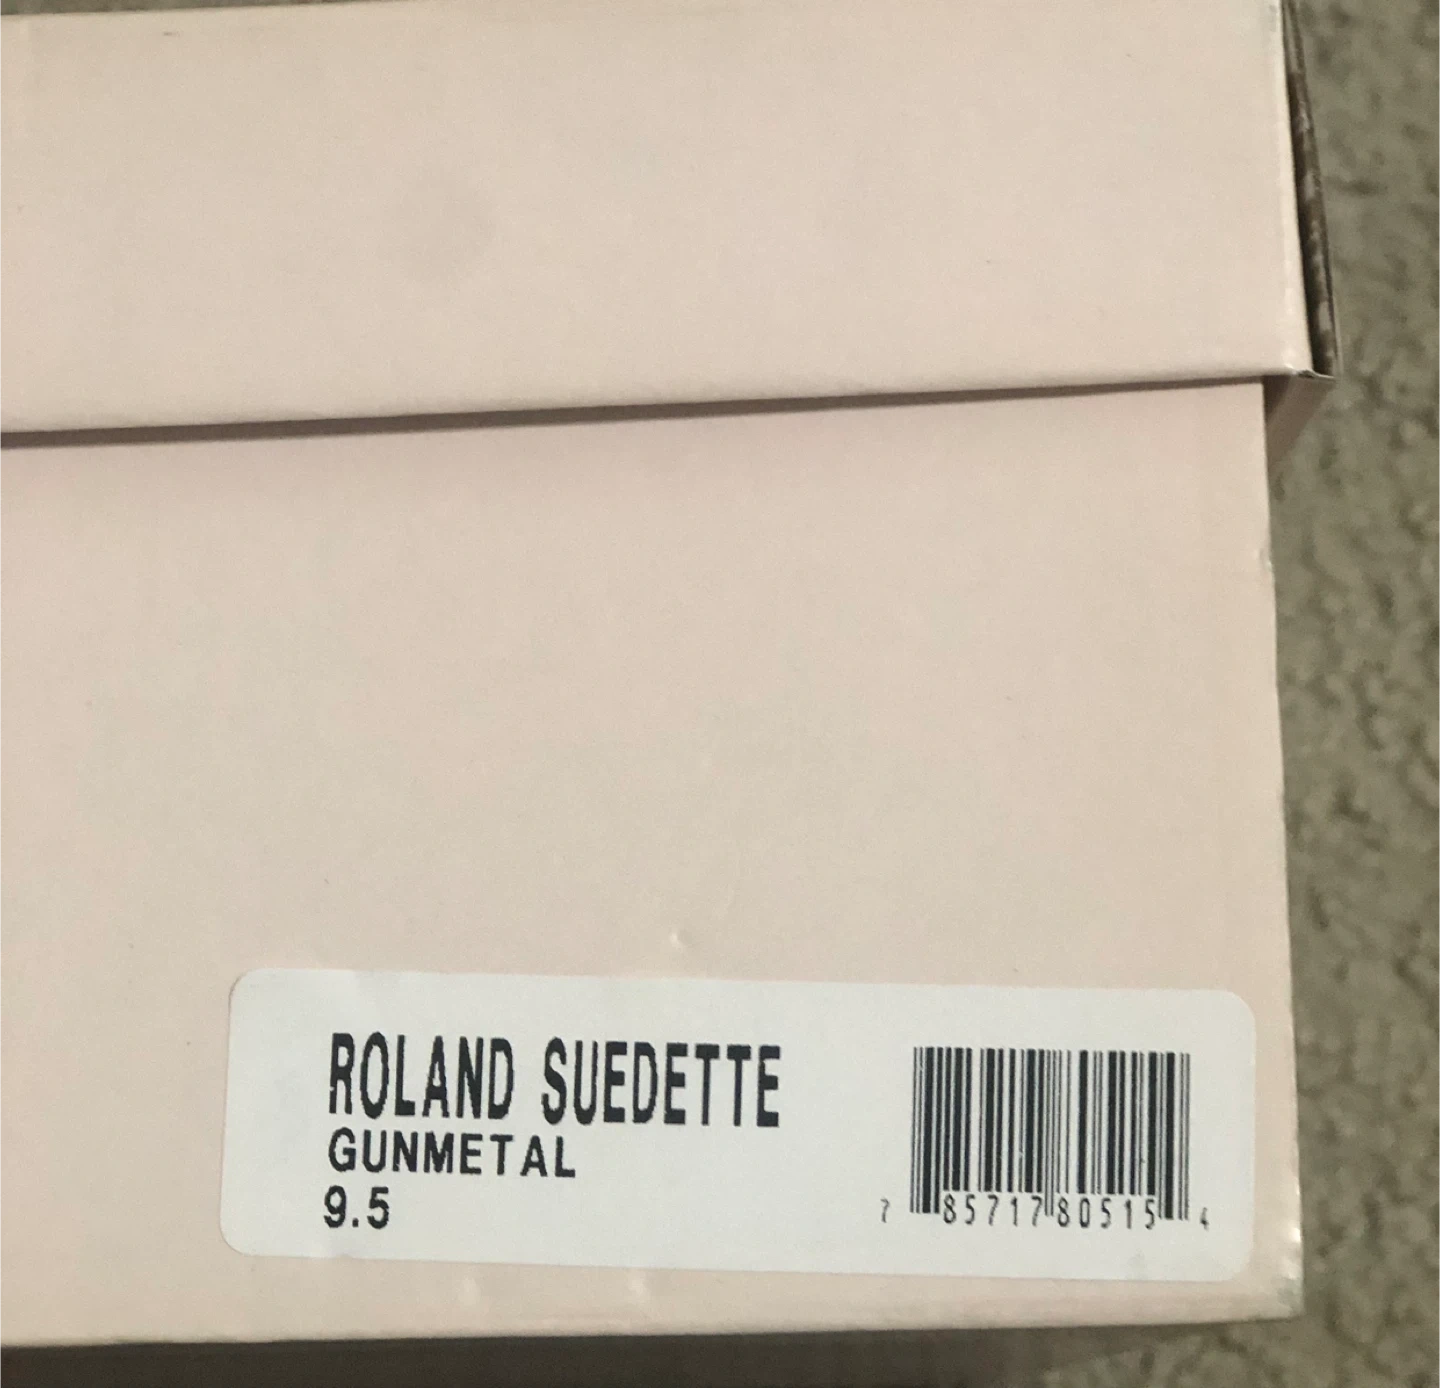 ROLAND SUEDETTE
GUNMETAL
9.5
7 85717 80515 4